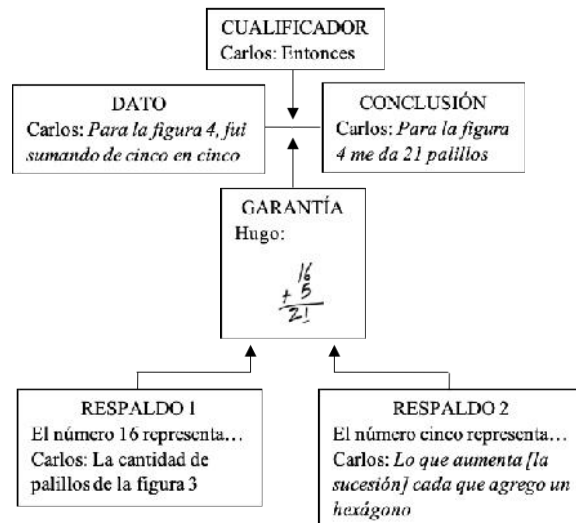 CUALIFICADOR
Carlos: Entonces
DATO
Carlos: Para la figura 4, fui
sumando de cinco en cinco
CONCLUSIÓN
Carlos: Para la figura
4 me da 21 palillos
GARANTÍA
Hugo:
16
+ 5
21
RESPALDO 1
El número 16 representa…
Carlos: La cantidad de
palillos de la figura 3
RESPALDO 2
El número cinco representa…
Carlos: Lo que aumenta [la
sucesión] cada que agrego un
hexágono